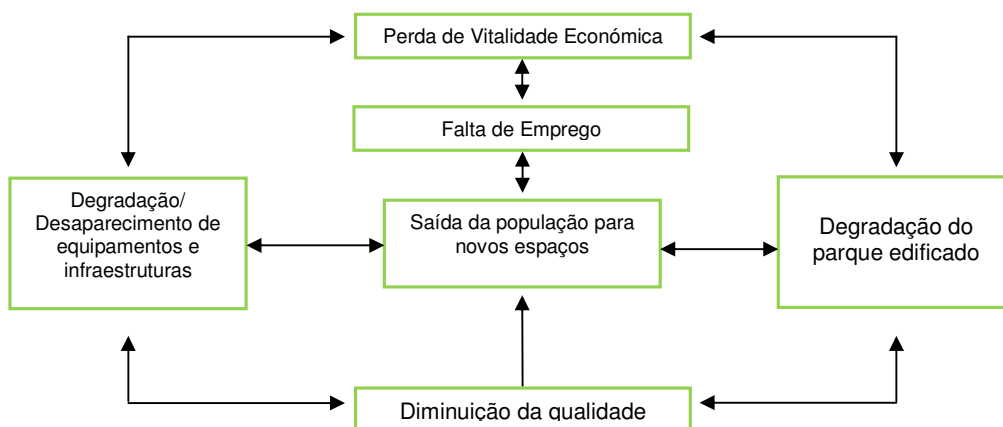 Perda de Vitalidade Económica
Falta de Emprego
Degradação/
Desaparecimento de
equipamentos e
infraestruturas
Saída da população para
novos espaços
Degradação do
parque edificado
Diminuição da qualidade